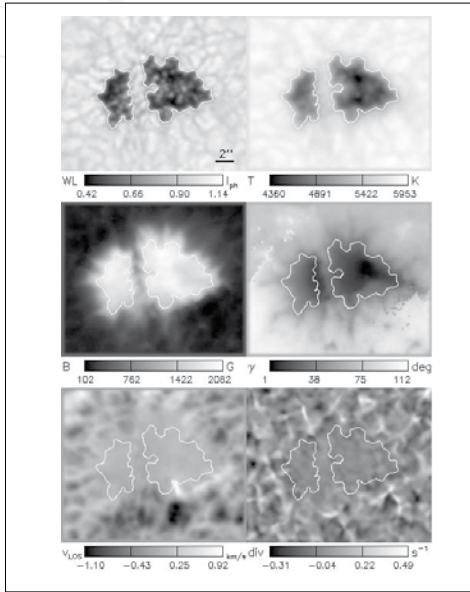 2"
WL I_ph T K
0.42 0.66 0.90 1.14 4360 4891 5422 5953
B G γ deg
102 762 1422 2082 1 38 75 112
v_LOS km/s div s⁻¹
−1.10 −0.43 0.25 0.92 −0.31 −0.04 0.22 0.49